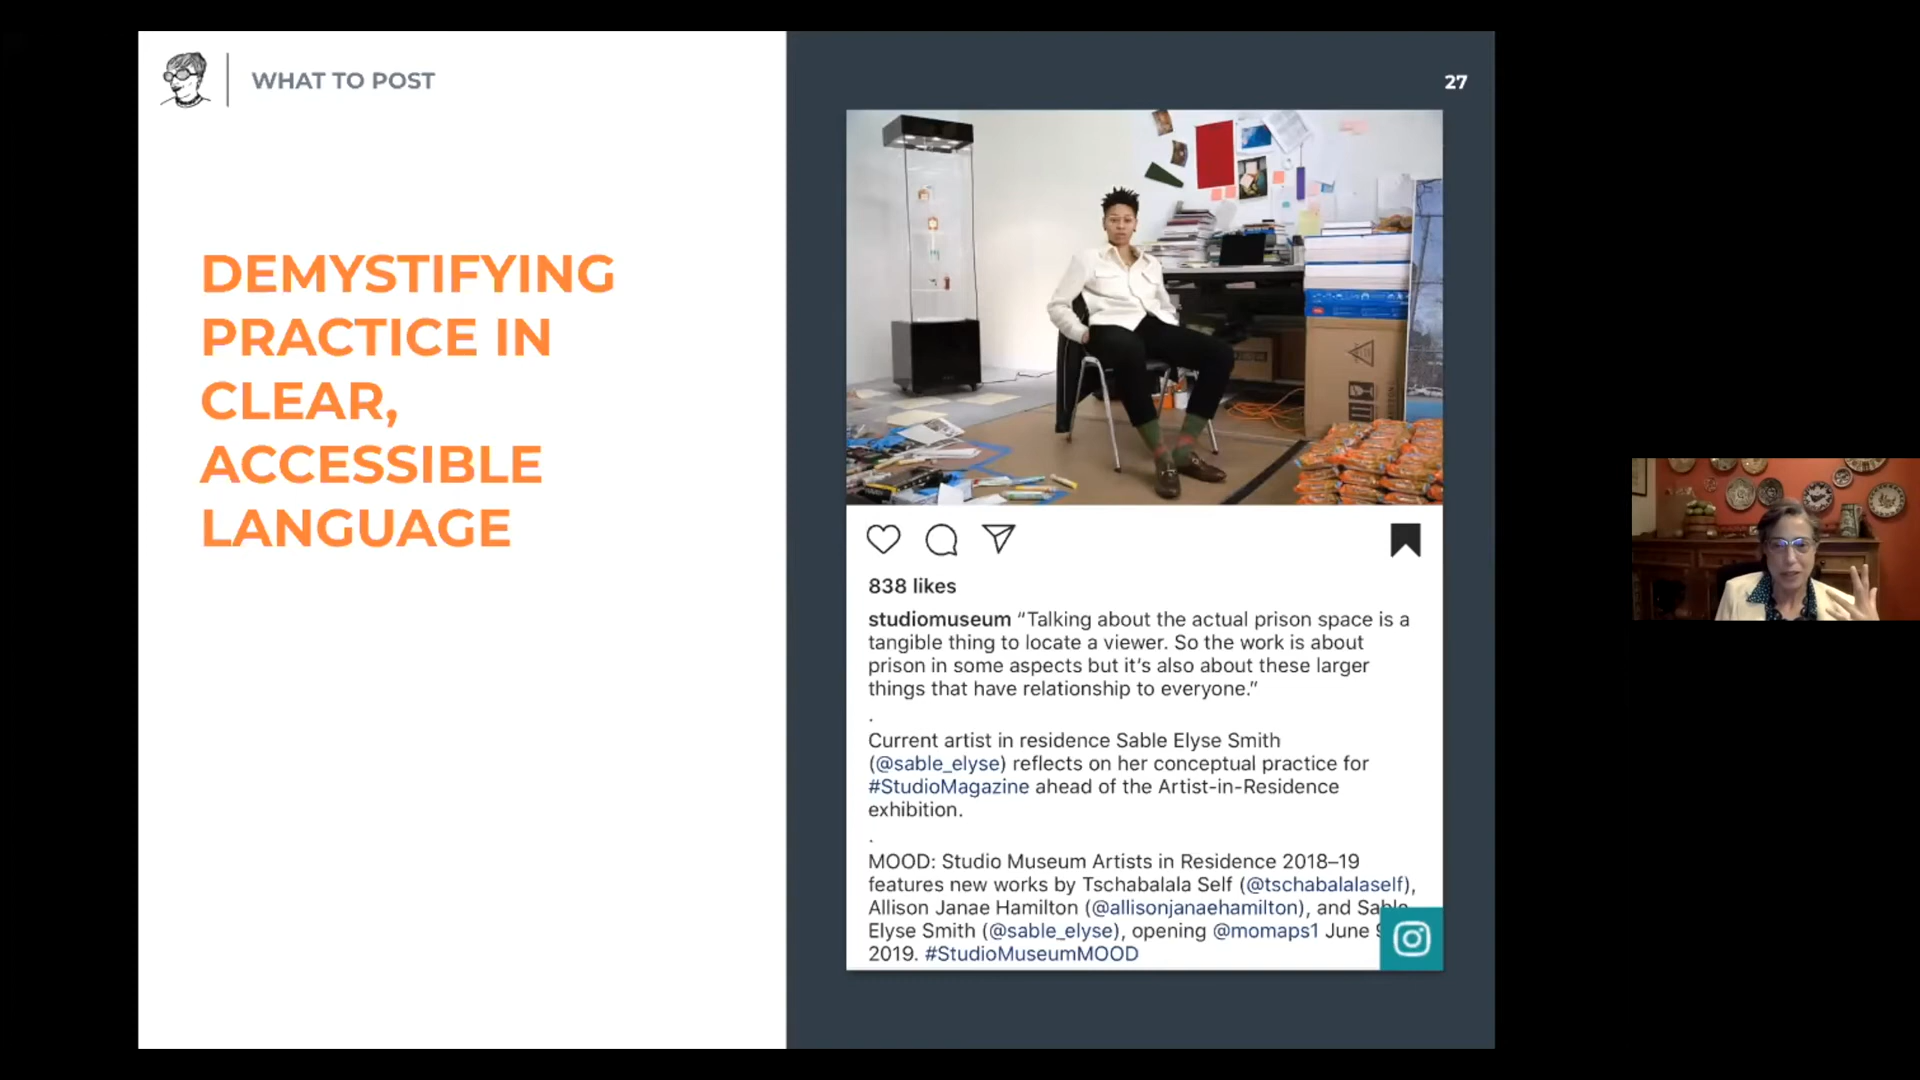 WHAT TO POST
27
DEMYSTIFYING
PRACTICE IN
CLEAR,
ACCESSIBLE
LANGUAGE
838 likes
studiomuseum “Talking about the actual prison space is a
tangible thing to locate a viewer. So the work is about
prison in some aspects but it’s also about these larger
things that have relationship to everyone.”
.
Current artist in residence Sable Elyse Smith
(@sable_elyse) reflects on her conceptual practice for
#StudioMagazine ahead of the Artist-in-Residence
exhibition.
.
MOOD: Studio Museum Artists in Residence 2018–19
features new works by Tschabalala Self (@tschabalalaself),
Allison Janae Hamilton (@allisonjanaehamilton), and Sable
Elyse Smith (@sable_elyse), opening @momaps1 June
2019. #StudioMuseumMOOD